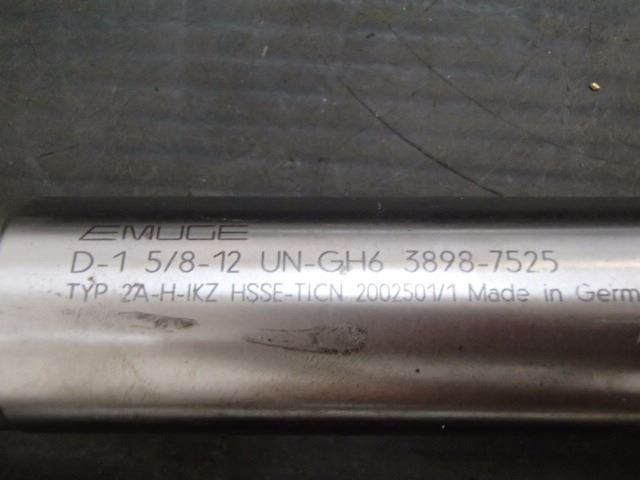 EMUGE
D-1 5/8-12 UN-GH6 3898-7525
TYP 2A-H-IKZ HSSE-TICN 2002501/1 Made in Germ